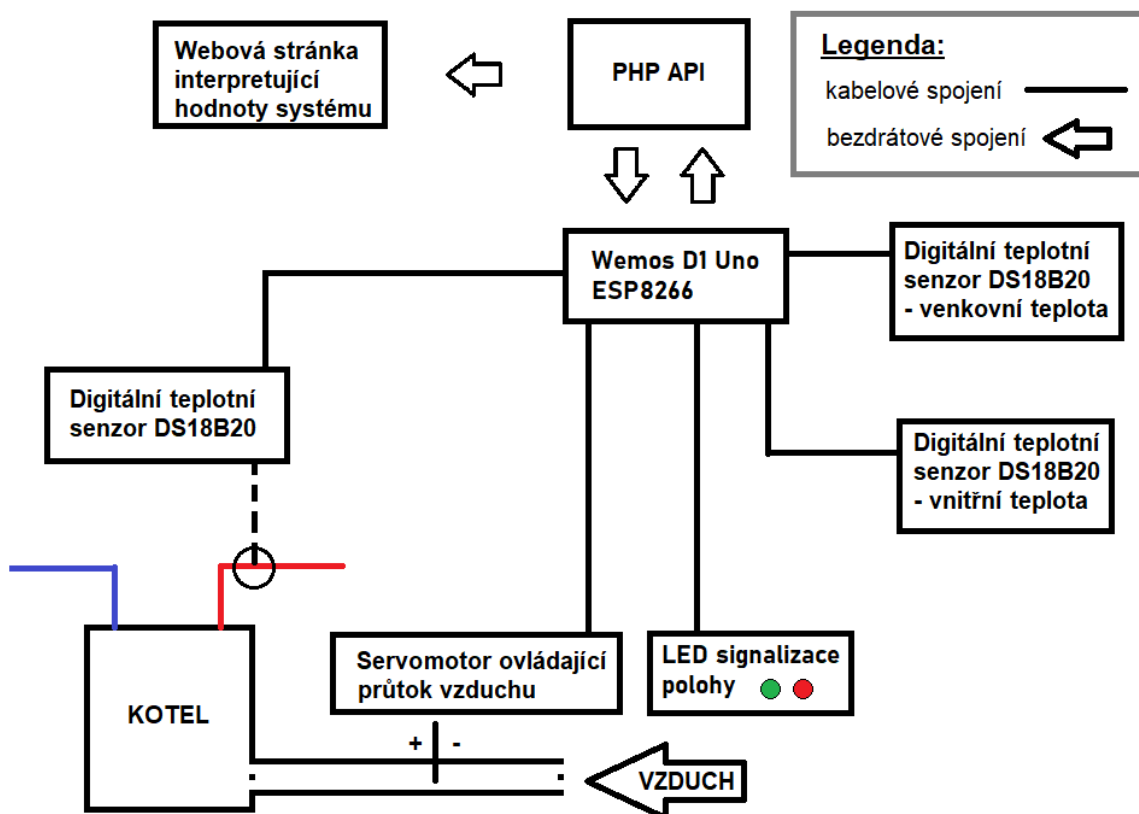 Webová stránka
interpretující
hodnoty systému
PHP API
Legenda:
kabelové spojení
bezdrátové spojení
Wemos D1 Uno
ESP8266
Digitální teplotní
senzor DS18B20
- venkovní teplota
Digitální teplotní
senzor DS18B20
Digitální teplotní
senzor DS18B20
- vnitřní teplota
Servomotor ovládající
průtok vzduchu
LED signalizace
polohy
KOTEL
+ -
VZDUCH